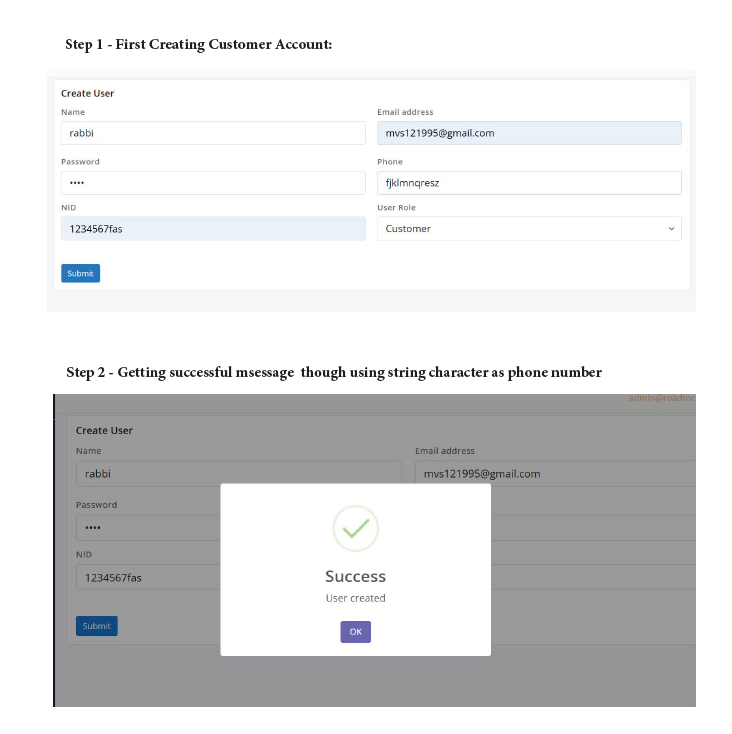 Step 1 - First Creating Customer Account:
Create User
Name Email address
rabbi mvs121995@gmail.com
Password Phone
•••• fjklmnqresz
NID User Role
1234567fas Customer
Submit
Step 2 - Getting successful msessage though using string character as phone number
Create User
Name Email address
rabbi mvs121995@gmail.com
Password
••••
NID
1234567fas
Success
User created
Submit
OK